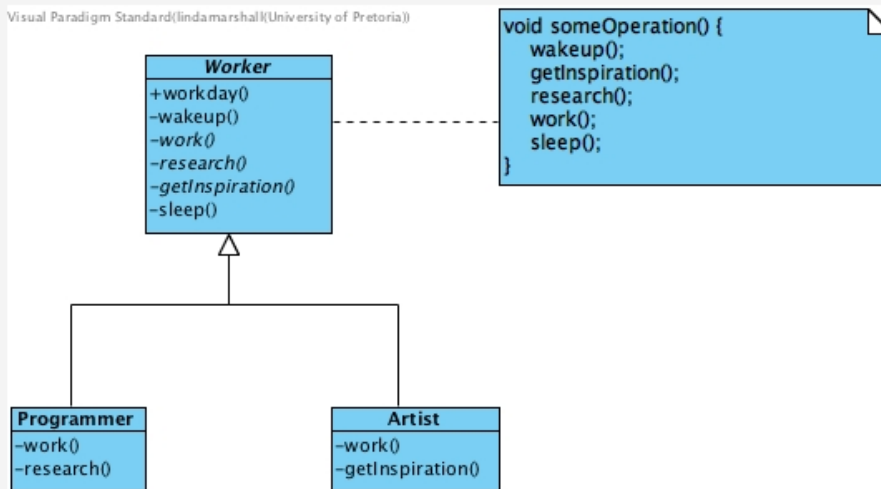 Visual Paradigm Standard(lindamarshall(University of Pretoria))
Worker
+workday()
-wakeup()
-work()
-research()
-getInspiration()
-sleep()
void someOperation() {
wakeup();
getInspiration();
research();
work();
sleep();
}
Programmer
-work()
-research()
Artist
-work()
-getInspiration()